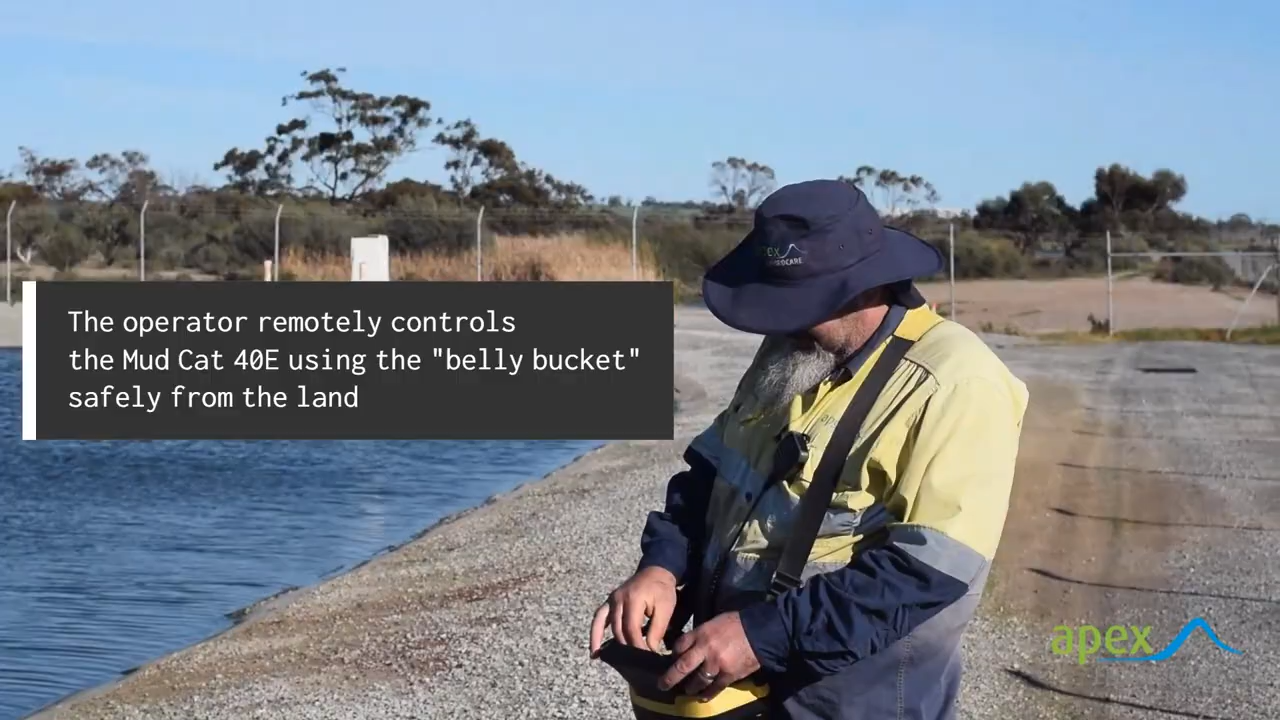 The operator remotely controls
the Mud Cat 40E using the "belly bucket"
safely from the land
apex